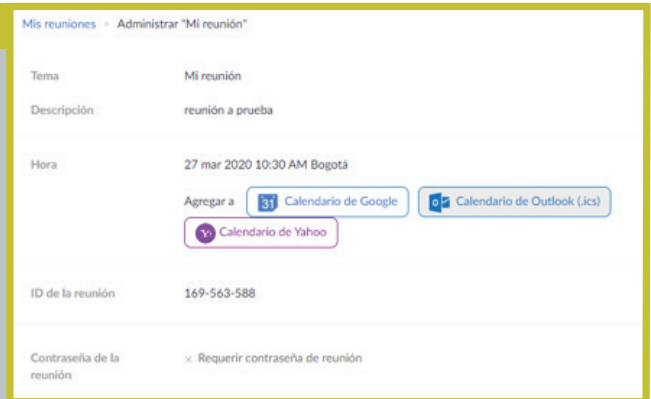 Mis reuniones > Administrar "Mi reunión"
Tema Mi reunión
Descripción reunión a prueba
Hora 27 mar 2020 10:30 AM Bogotá
Agregar a 31 Calendario de Google Calendario de Outlook (.ics)
Calendario de Yahoo
ID de la reunión 169-563-588
Contraseña de la × Requerir contraseña de reunión
reunión